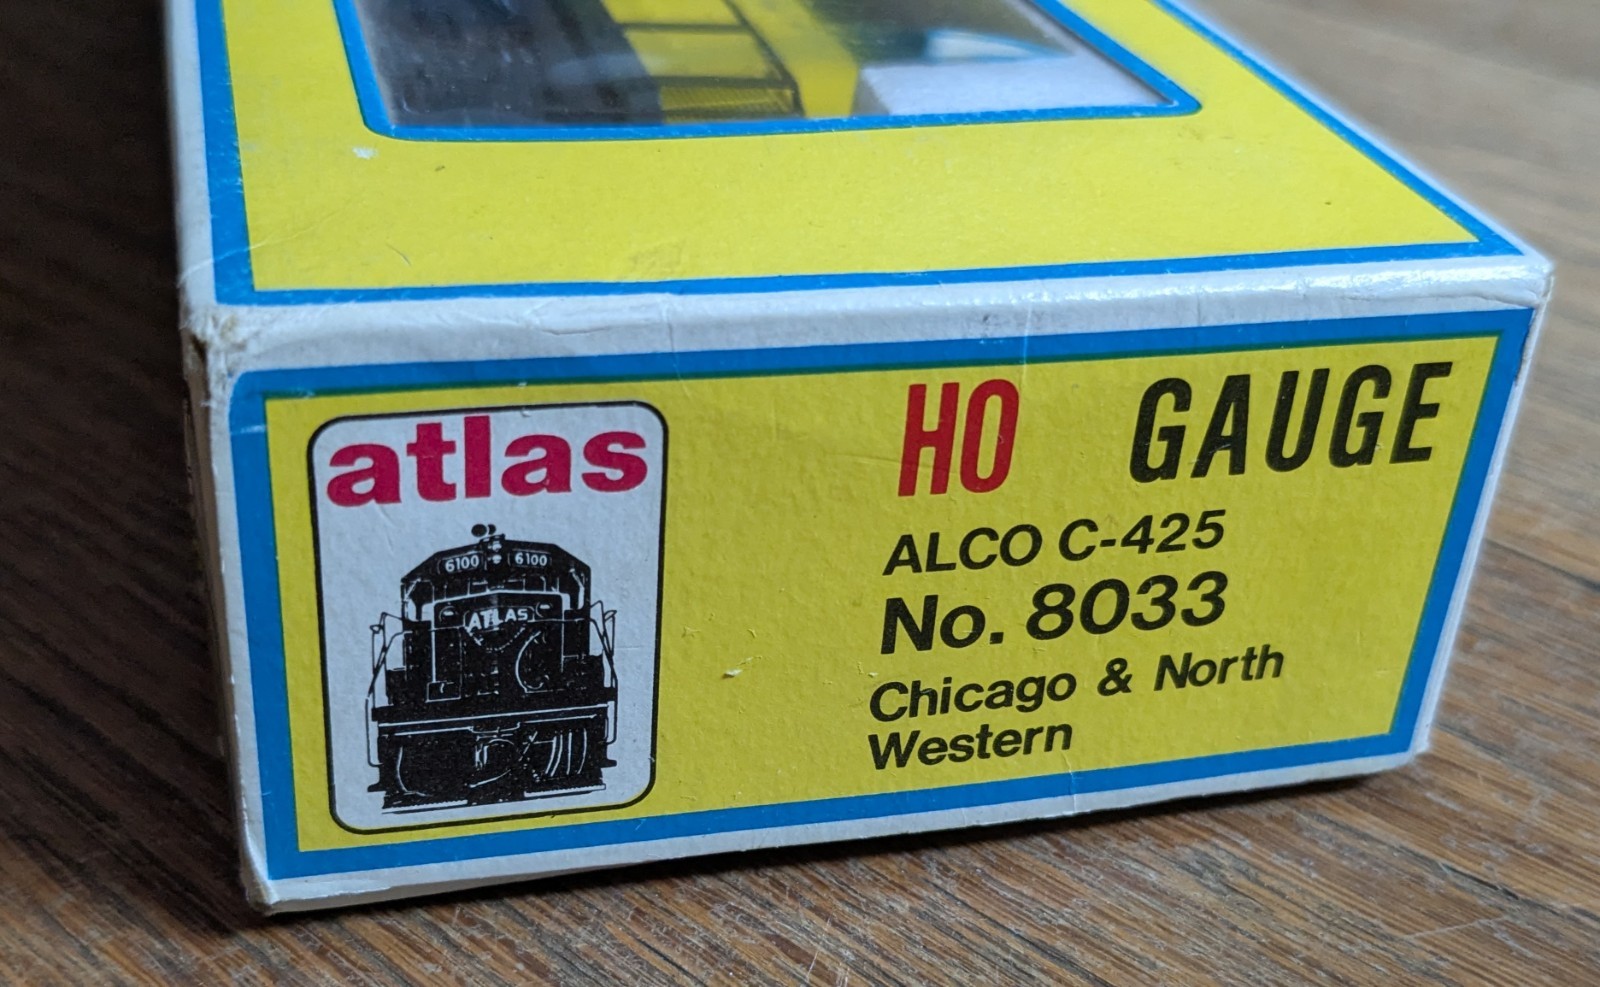 atlas
6100 6100
ATLAS
HO GAUGE
ALCO C-425
No. 8033
Chicago & North
Western